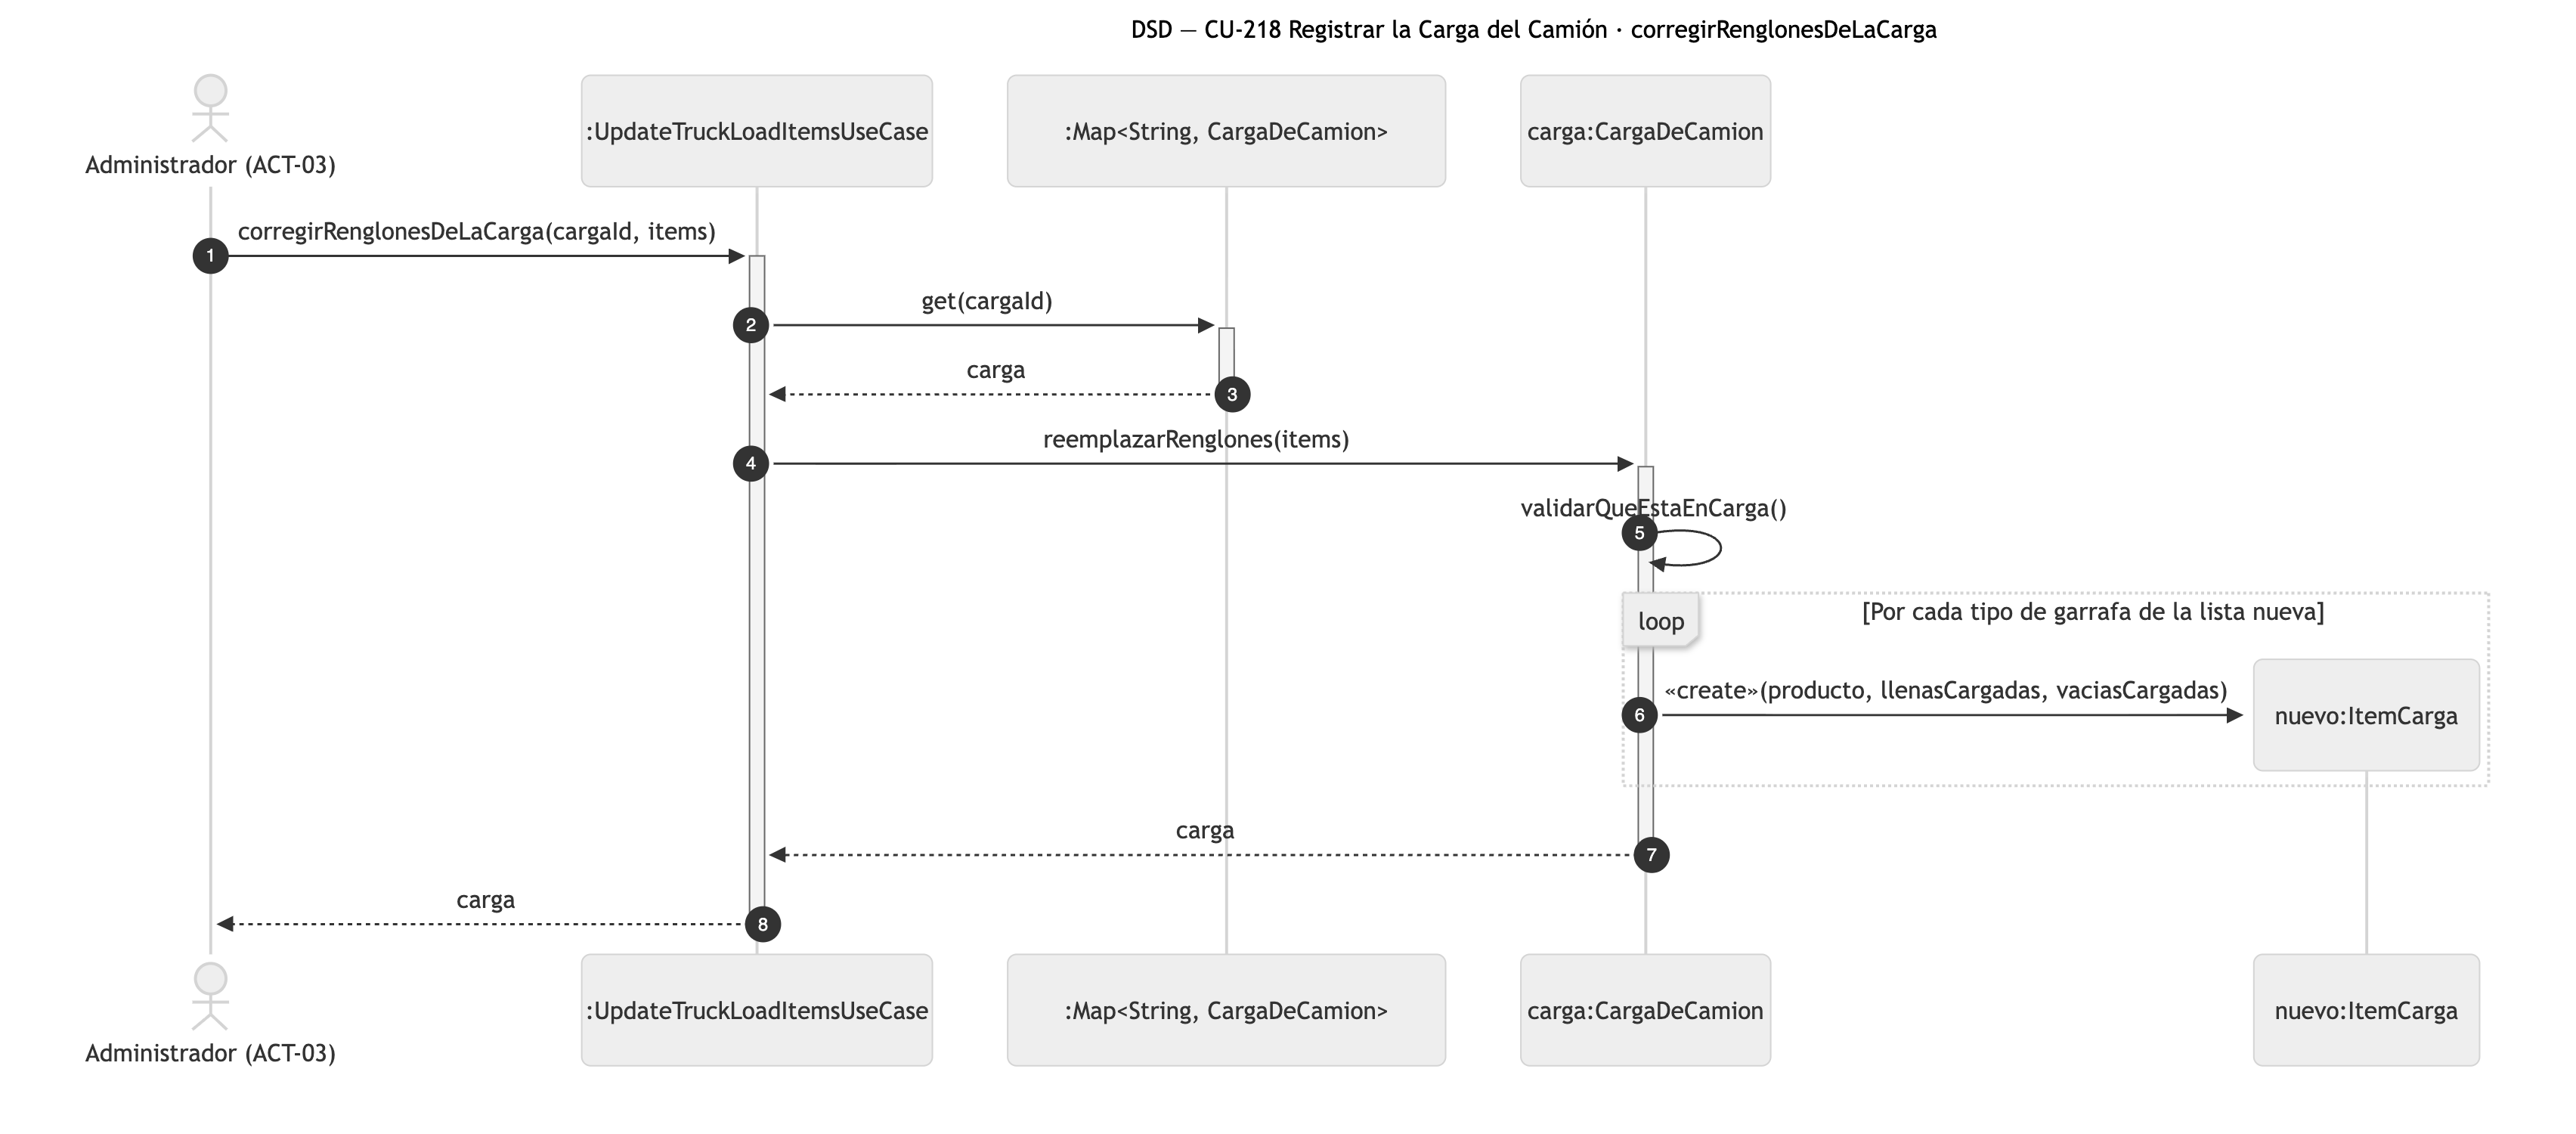 DSD — CU-218 Registrar la Carga del Camión · corregirRenglonesDeLaCarga
Administrador (ACT-03)
:UpdateTruckLoadItemsUseCase
:Map<String, CargaDeCamion>
carga:CargaDeCamion
corregirRenglonesDeLaCarga(cargaId, items)
1
get(cargaId)
2
carga
3
reemplazarRenglones(items)
4
validarQueEstaEnCarga()
5
loop
[Por cada tipo de garrafa de la lista nueva]
«create»(producto, llenasCargadas, vaciasCargadas)
6
nuevo:ItemCarga
carga
7
carga
8
Administrador (ACT-03)
:UpdateTruckLoadItemsUseCase
:Map<String, CargaDeCamion>
carga:CargaDeCamion
nuevo:ItemCarga